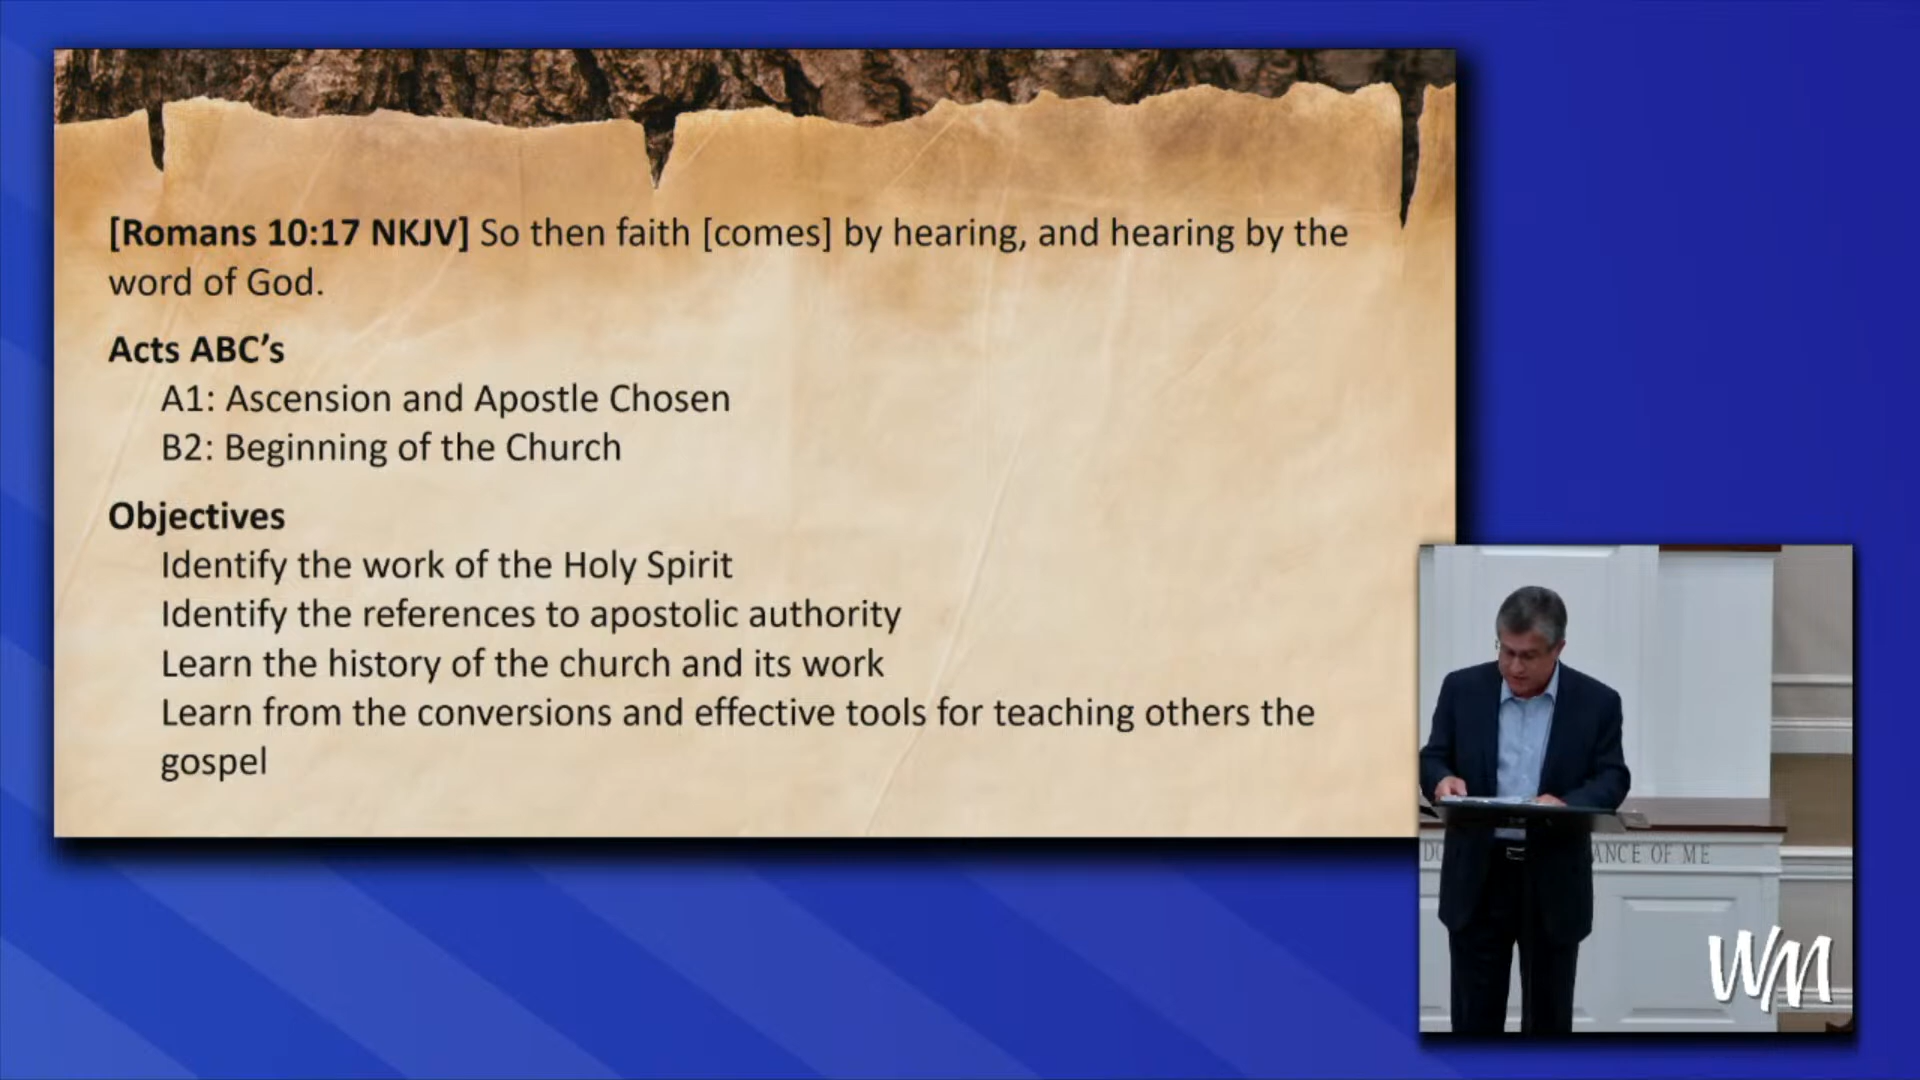 [Romans 10:17 NKJV] So then faith [comes] by hearing, and hearing by the
word of God.
Acts ABC’s
A1: Ascension and Apostle Chosen
B2: Beginning of the Church
Objectives
Identify the work of the Holy Spirit
Identify the references to apostolic authority
Learn the history of the church and its work
Learn from the conversions and effective tools for teaching others the
gospel
OF ME
WM